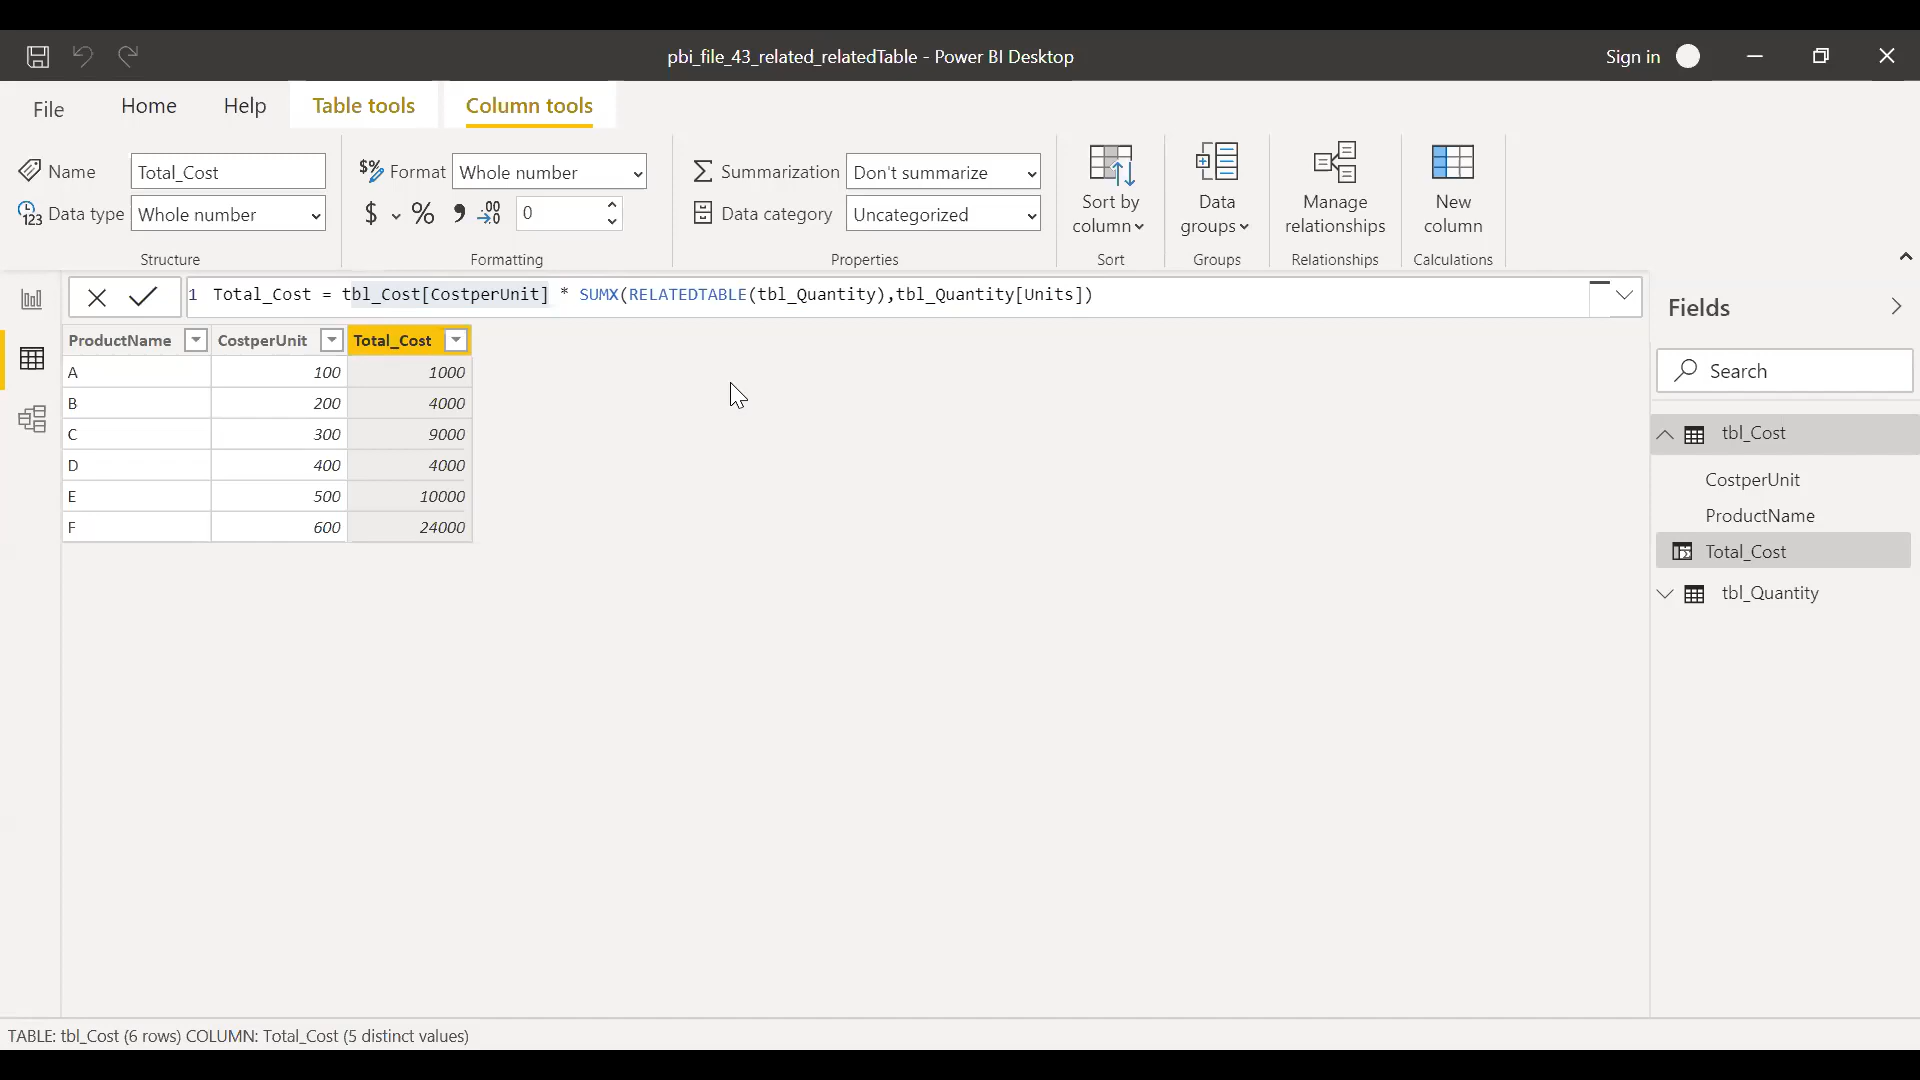 pbi_file_43_related_relatedTable - Power BI Desktop
Sign in
File
Home
Help
Table tools
Column tools
Name
Total_Cost
Data type
Whole number
Structure
$%
Format
Whole number
$
%
,
.00
0
Formatting
Summarization
Don't summarize
Data category
Uncategorized
Properties
Sort by
column
Sort
Data
groups
Groups
Manage
relationships
Relationships
New
column
Calculations
1 Total_Cost = tbl_Cost[CostperUnit] * SUMX(RELATEDTABLE(tbl_Quantity),tbl_Quantity[Units])
ProductName CostperUnit Total_Cost
A 100 1000
B 200 4000
C 300 9000
D 400 4000
E 500 10000
F 600 24000
Fields
Search
tbl_Cost
CostperUnit
ProductName
Total_Cost
tbl_Quantity
TABLE: tbl_Cost (6 rows) COLUMN: Total_Cost (5 distinct values)